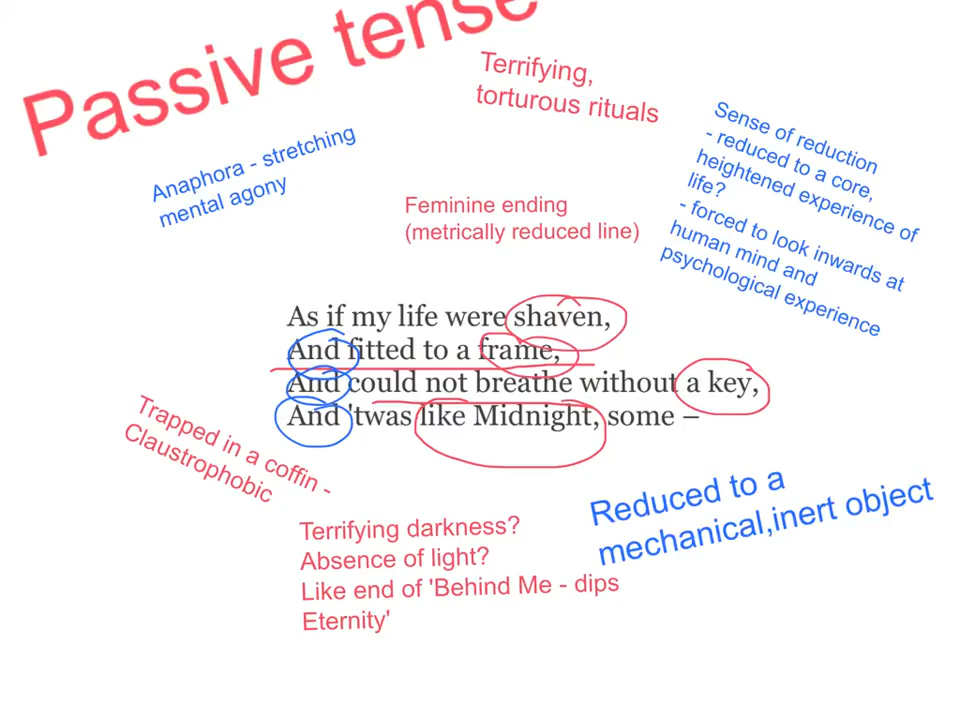 Passive tense
Terrifying,
torturous rituals
Sense of reduction
- reduced to a core,
heightened experience of
life?
- forced to look inwards at
human mind and
psychological experience
Anaphora - stretching
mental agony
Feminine ending
(metrically reduced line)
As if my life were shaven,
And fitted to a frame,
And could not breathe without a key,
And 'twas like Midnight, some –
Trapped in a coffin -
Claustrophobic
Reduced to a
mechanical,inert object
Terrifying darkness?
Absence of light?
Like end of 'Behind Me - dips
Eternity'